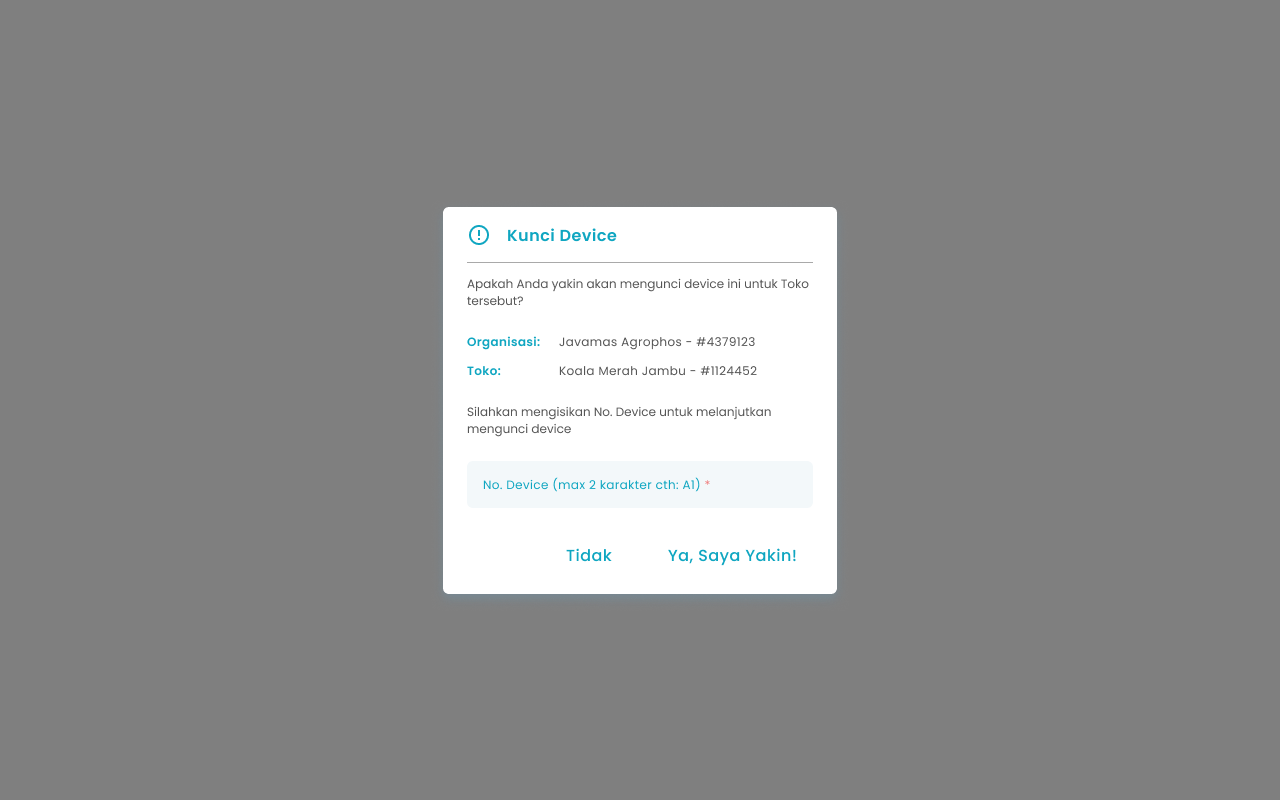 Kunci Device
Apakah Anda yakin akan mengunci device ini untuk Toko
tersebut?
Organisasi: Javamas Agrophos - #4379123
Toko: Koala Merah Jambu - #1124452
Silahkan mengisikan No. Device untuk melanjutkan
mengunci device
No. Device (max 2 karakter cth: A1) *
Tidak Ya, Saya Yakin!